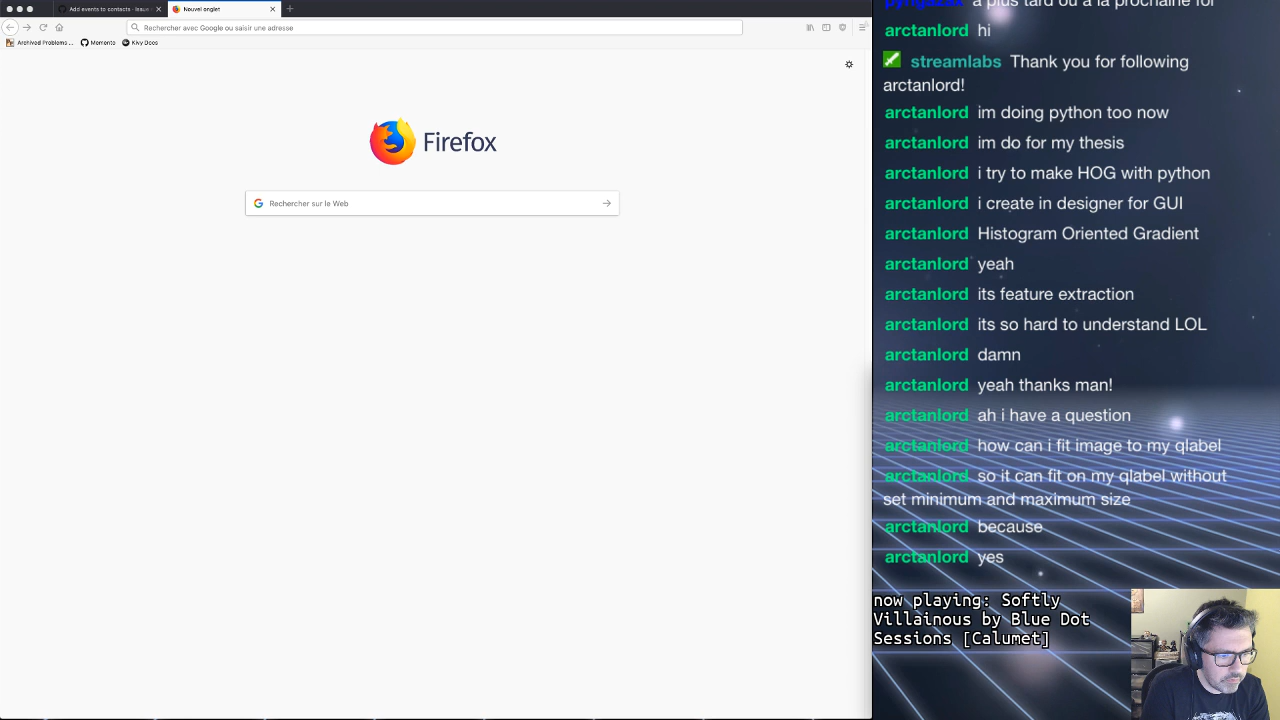 Add events to contacts · Issue
Nouvel onglet
Rechercher avec Google ou saisir une adresse
Archived Problems ...
Momento
Kivy Docs
Firefox
Rechercher sur le Web
a plus tard ou a la prochaine for
arctanlord hi
streamlabs Thank you for following
arctanlord!
arctanlord im doing python too now
arctanlord im do for my thesis
arctanlord i try to make HOG with python
arctanlord i create in designer for GUI
arctanlord Histogram Oriented Gradient
arctanlord yeah
arctanlord its feature extraction
arctanlord its so hard to understand LOL
arctanlord damn
arctanlord yeah thanks man!
arctanlord ah i have a question
arctanlord how can i fit image to my qlabel
arctanlord so it can fit on my qlabel without
set minimum and maximum size
arctanlord because
arctanlord yes
now playing: Softly
Villainous by Blue Dot
Sessions [Calumet]